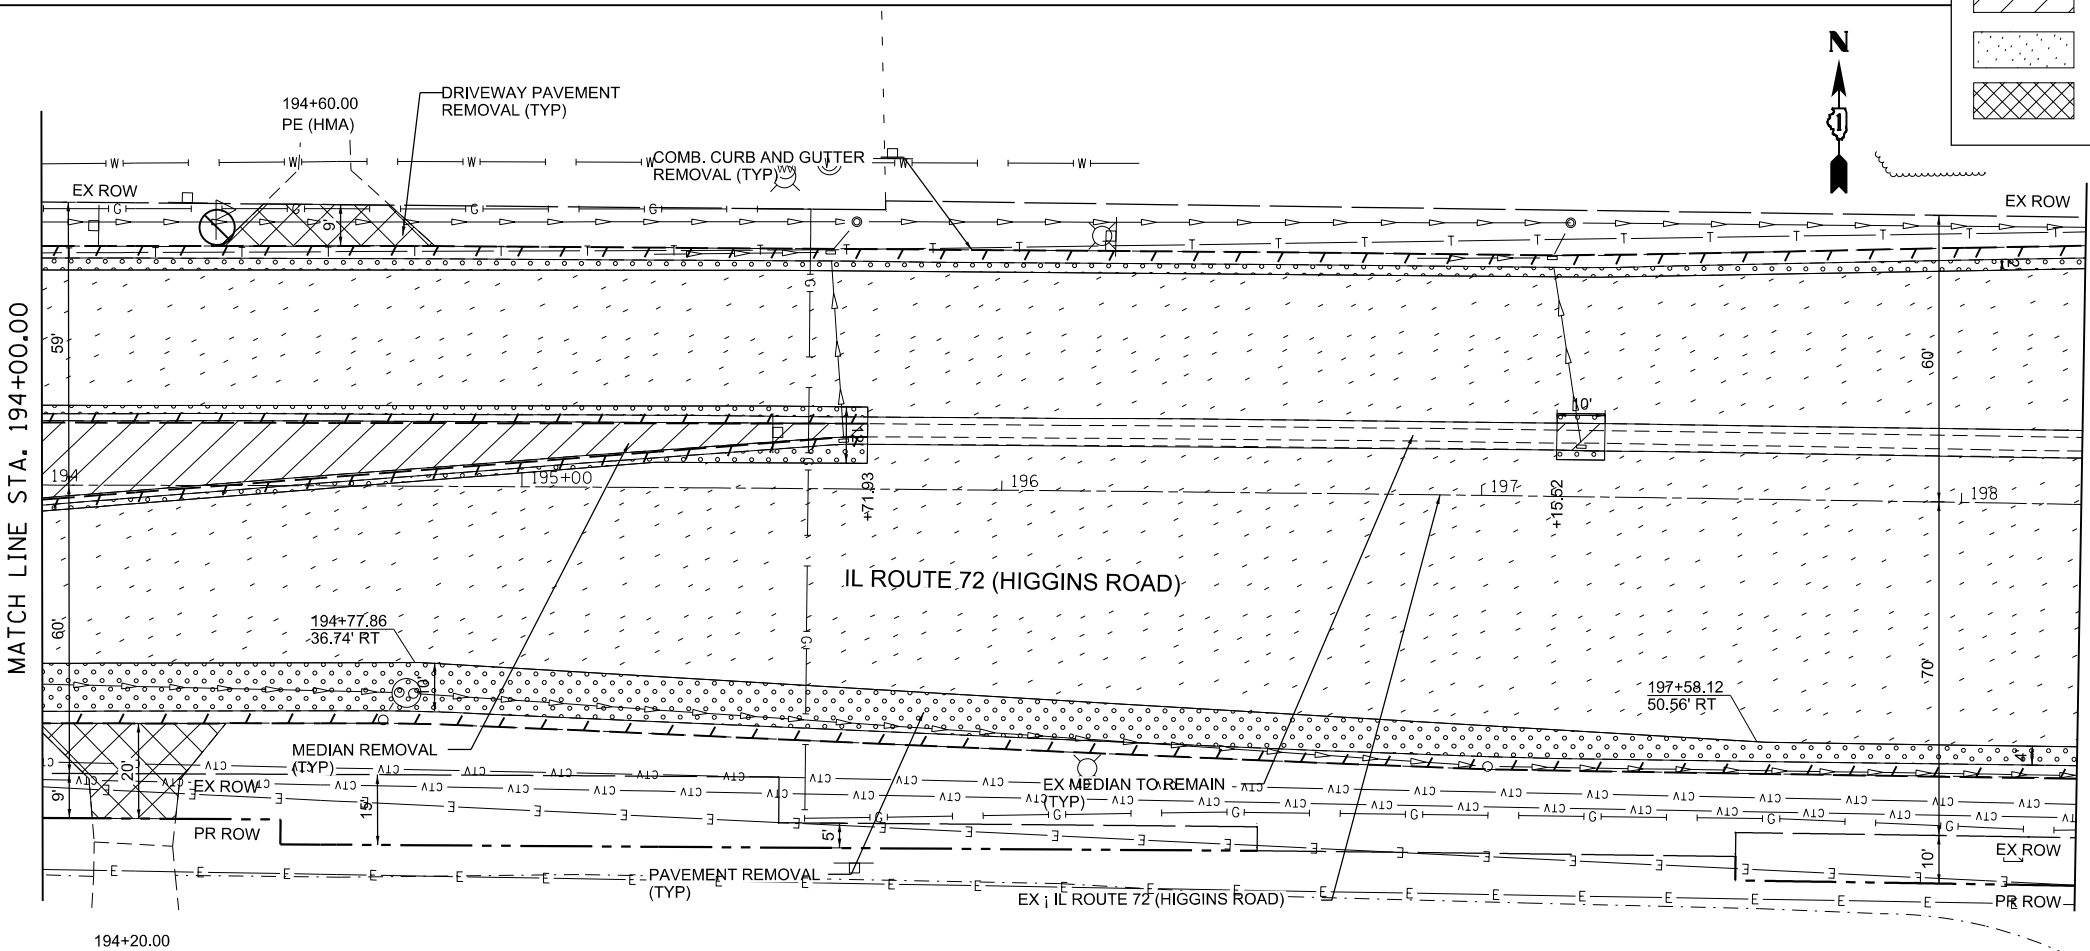 N
194+60.00
PE (HMA)
DRIVEWAY PAVEMENT
REMOVAL (TYP)
COMB. CURB AND GUTTER
REMOVAL (TYP)
EX ROW
EX ROW
9'
2'
MATCH LINE STA. 194+00.00
59'
60'
10'
12'
194
195+00
196
197
198
+71.93
+15.52
IL ROUTE 72 (HIGGINS ROAD)
60'
194+77.86
36.74' RT
10'
70'
197+58.12
50.56' RT
4'
MEDIAN REMOVAL
(TYP)
20'
9'
EX ROW
15'
EX MEDIAN TO REMAIN
(TYP)
PR ROW
5'
10'
EX ROW
PAVEMENT REMOVAL
(TYP)
EX ¡ IL ROUTE 72 (HIGGINS ROAD)
PR ROW
194+20.00